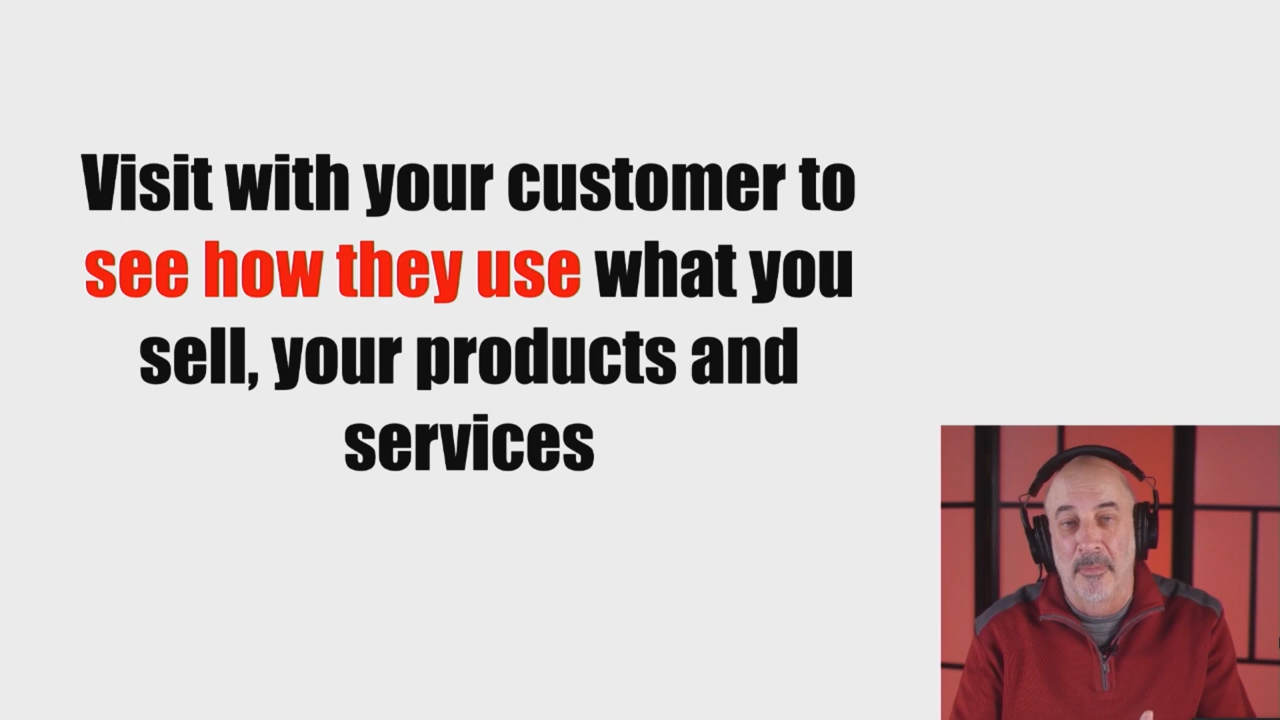 Visit with your customer to
see how they use what you
sell, your products and
services